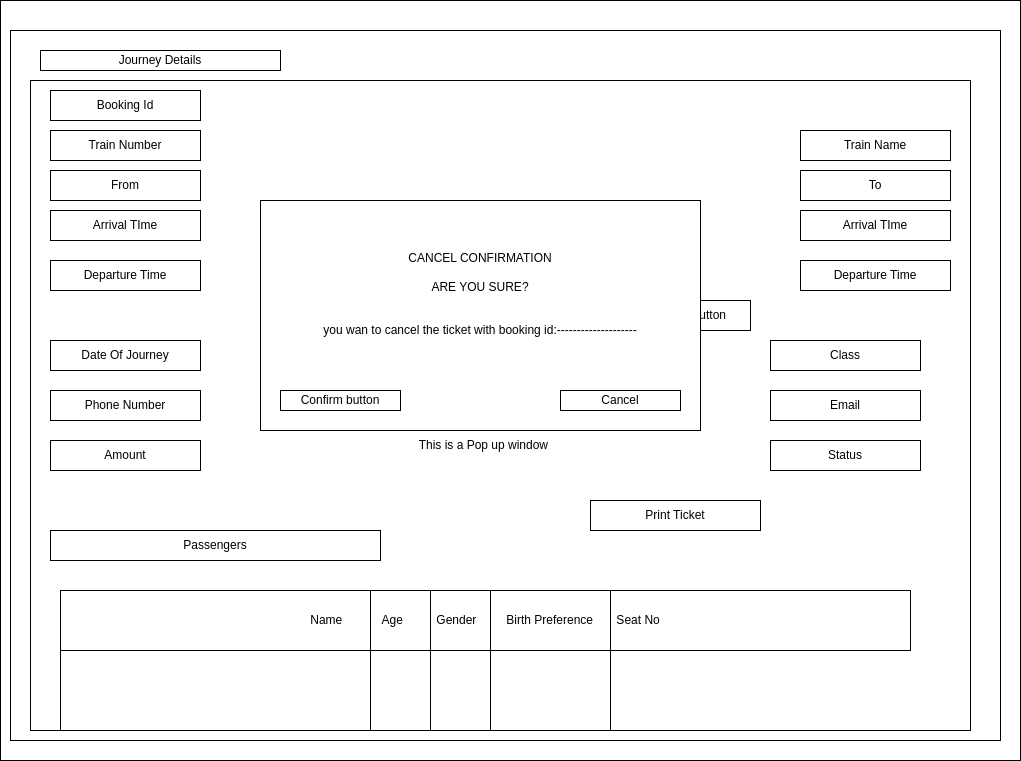 Journey Details
Booking Id
Train Number
Train Name
From
To
Arrival TIme
Arrival TIme
CANCEL CONFIRMATION
Departure Time
ARE YOU SURE?
Departure Time
you wan to cancel the ticket with booking id:--------------------
Date Of Journey
Class
Confirm button
Cancel
Phone Number
Email
This is a Pop up window
Amount
Status
Print Ticket
Passengers
Name Age Gender Birth Preference Seat No